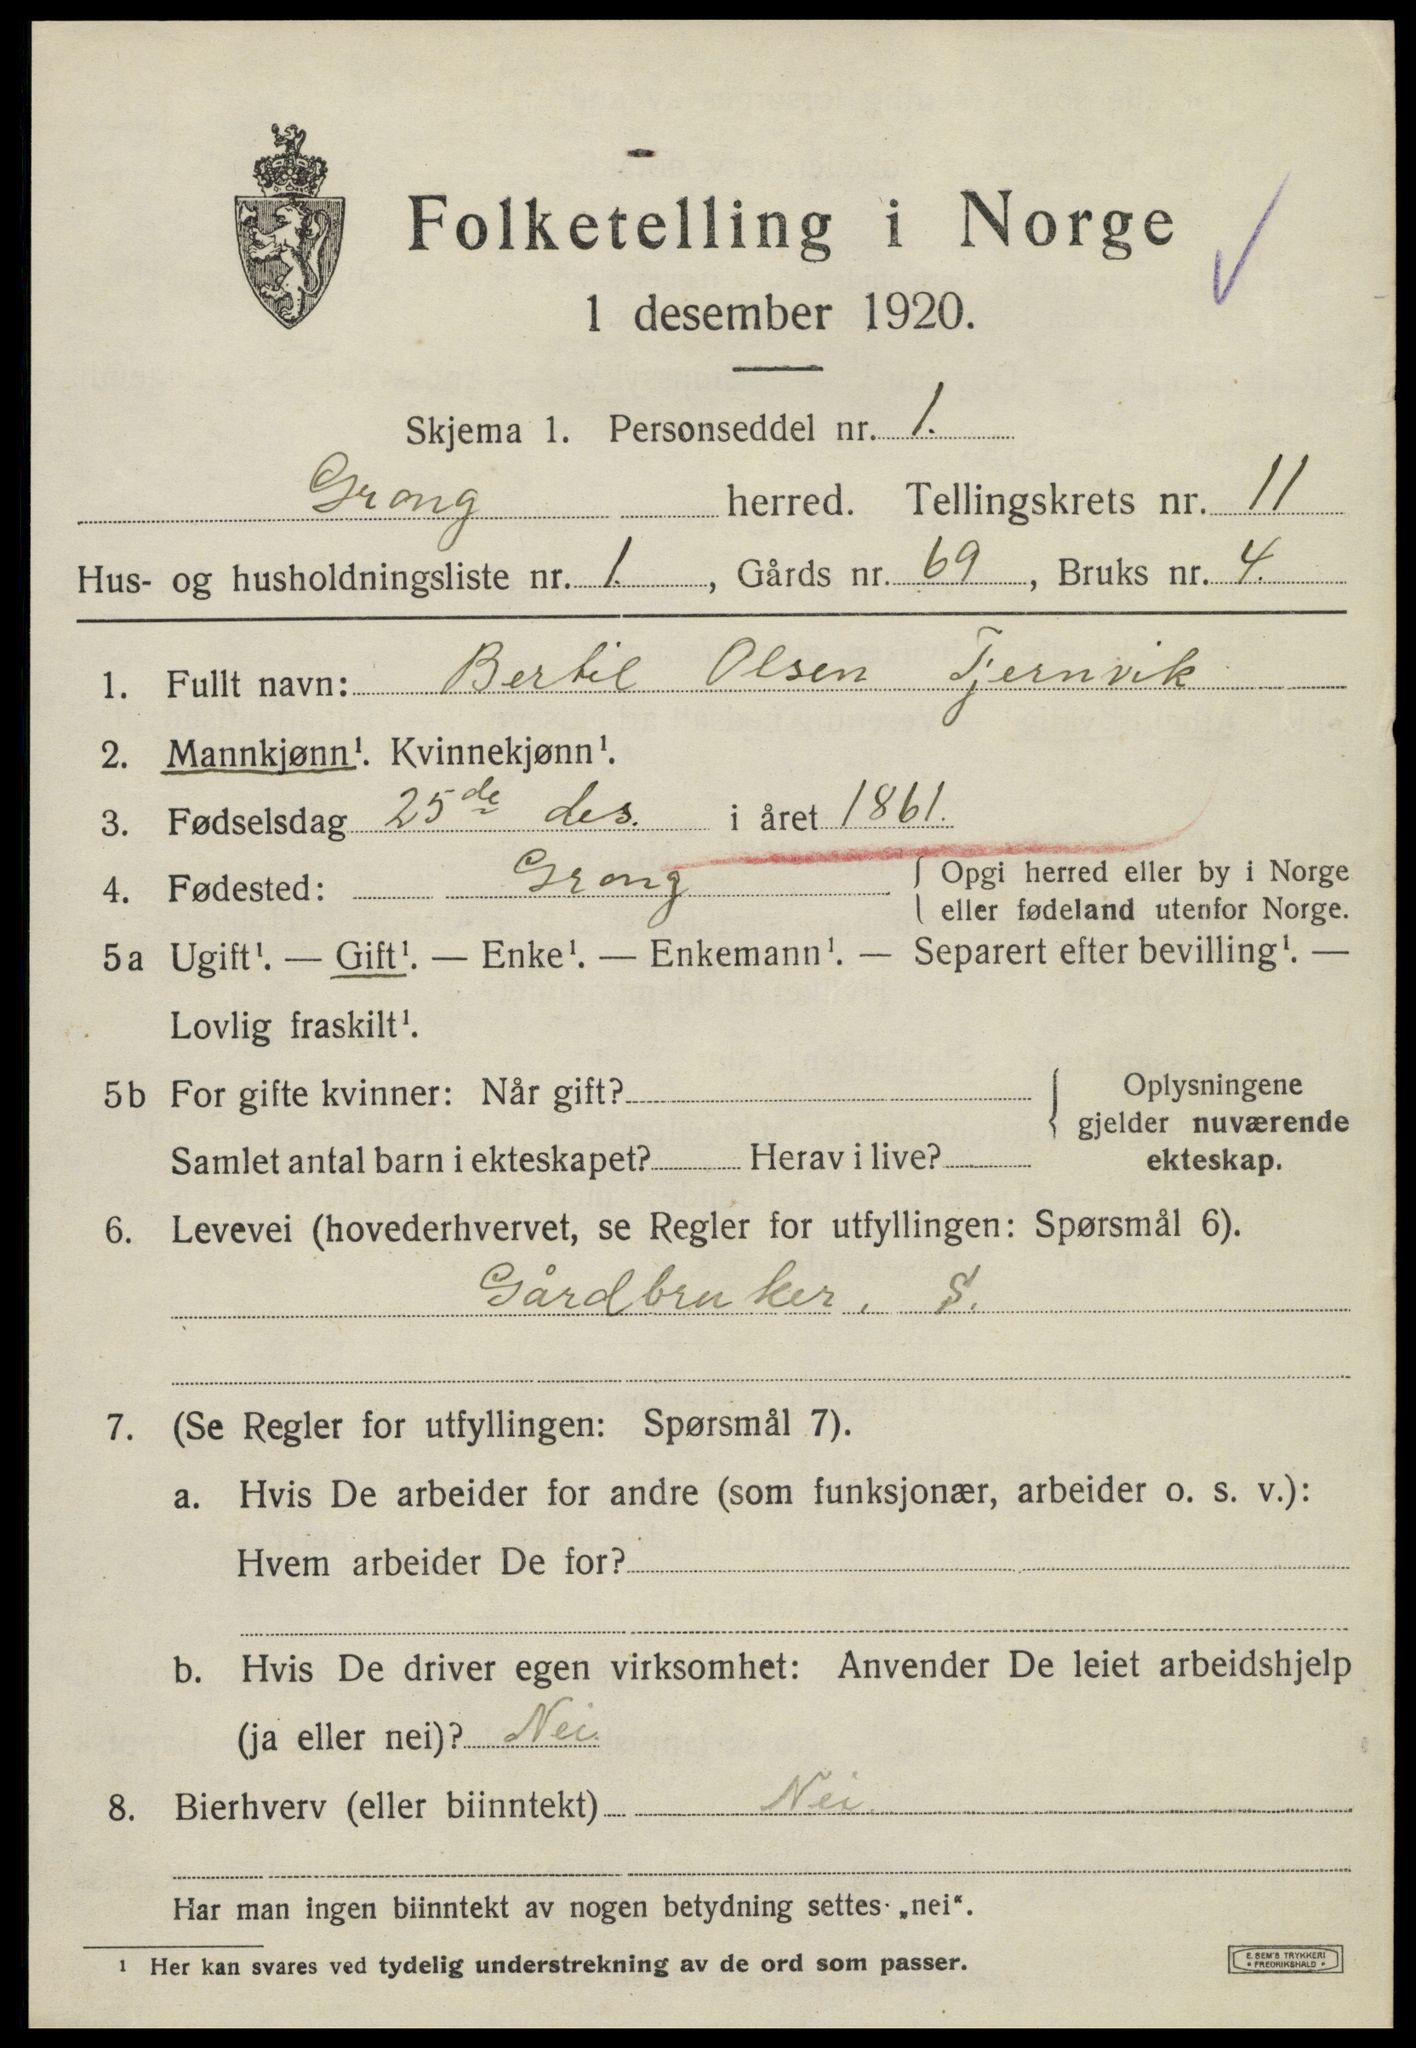 Folketelling i Norge
1 desember 1920.
Skjema 1. Personseddel nr. 1.
Grong herred. Tellingskrets nr. 11
Hus- og husholdningsliste nr. 1., Gårds nr. 69, Bruks nr. 4.
1. Fullt navn: Bertil Olsen Fjernvik
2. Mannkjønn¹. Kvinnekjønn¹.
3. Fødselsdag 25de des. i året 1861.
4. Fødested: Grong { Opgi herred eller by i Norge
eller fødeland utenfor Norge.
5a Ugift¹. — Gift¹. — Enke¹. — Enkemann¹. — Separert efter bevilling¹. —
Lovlig fraskilt¹.
5b For gifte kvinner: Når gift? { Oplysningene
gjelder nuværende
Samlet antal barn i ekteskapet? Herav i live? ekteskap.
6. Levevei (hovederhvervet, se Regler for utfyllingen: Spørsmål 6).
Gårdbruker. S.
7. (Se Regler for utfyllingen: Spørsmål 7).
a. Hvis De arbeider for andre (som funksjonær, arbeider o. s. v.):
Hvem arbeider De for?
b. Hvis De driver egen virksomhet: Anvender De leiet arbeidshjelp
(ja eller nei)? Nei.
8. Bierhverv (eller biinntekt) Nei.
Har man ingen biinntekt av nogen betydning settes „nei“.
¹ Her kan svares ved tydelig understrekning av de ord som passer.
E. SEM'S TRYKKERI
• FREDRIKSHALD •